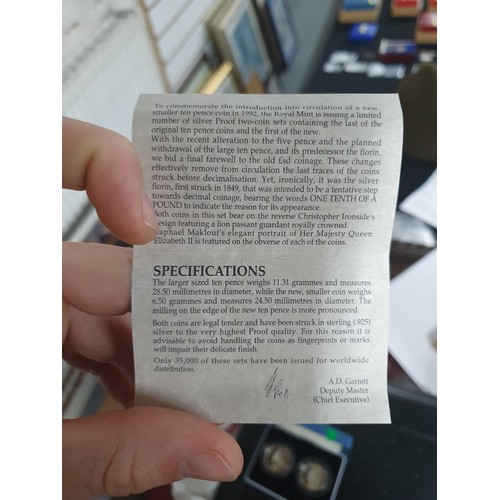 To commemorate the introduction into circulation of a new,
smaller ten pence coin in 1992, the Royal Mint is issuing a limited
number of silver Proof two-coin sets containing the last of the
original ten pence coins and the first of the new.
With the recent alteration to the five pence and the planned
withdrawal of the large ten pence, and its predecessor the florin,
we bid a final farewell to the old £sd coinage. These changes
effectively remove from circulation the last traces of the coins
struck before decimalisation. Yet, ironically, it was the silver
florin, first struck in 1849, that was intended to be a tentative step
towards decimal coinage, bearing the words ONE TENTH OF A
POUND to indicate the reason for its appearance.
Both coins in this set bear on the reverse Christopher Ironside's
design featuring a lion passant guardant royally crowned.
Raphael Maklouf's elegant portrait of Her Majesty Queen
Elizabeth II is featured on the obverse of each of the coins.
SPECIFICATIONS
The larger sized ten pence weighs 11.31 grammes and measures
28.50 millimetres in diameter, while the new, smaller coin weighs
6.50 grammes and measures 24.50 millimetres in diameter. The
milling on the edge of the new ten pence is more pronounced.
Both coins are legal tender and have been struck in sterling (.925)
silver to the very highest Proof quality. For this reason it is
advisable to avoid handling the coins as fingerprints or marks
will impair their delicate finish.
Only 35,000 of these sets have been issued for worldwide
distribution.
A.D. Garrett
Deputy Master
(Chief Executive)